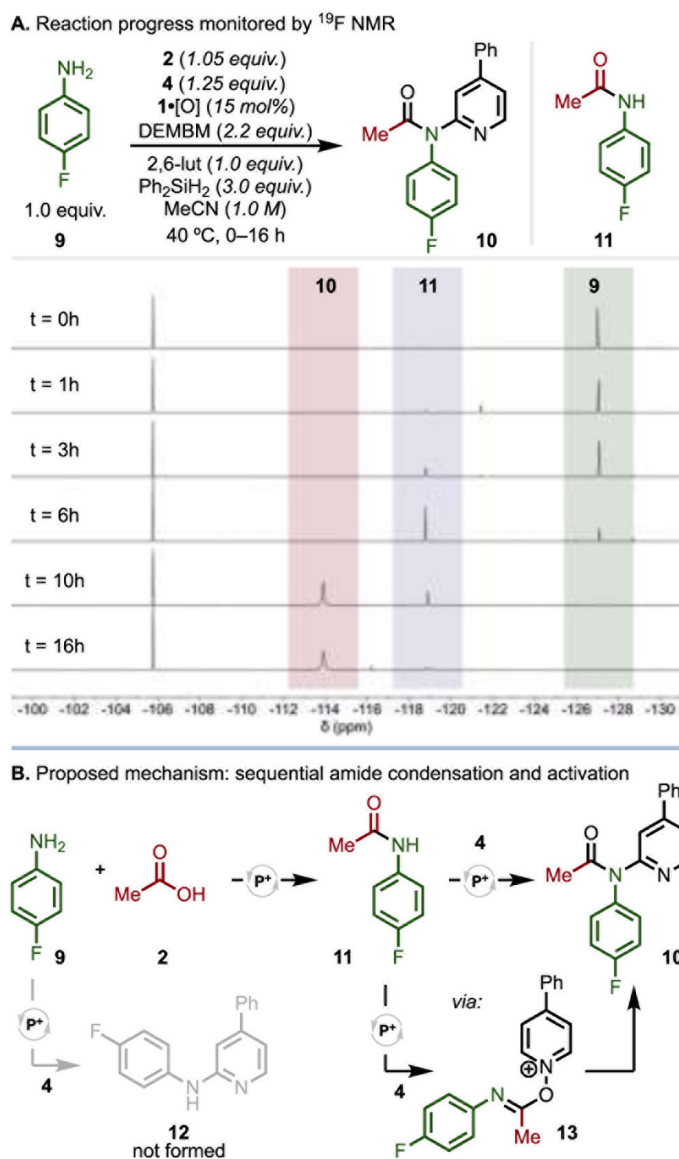 A. Reaction progress monitored by ¹⁹F NMR
NH₂
F
1.0 equiv.
9
2 (1.05 equiv.)
4 (1.25 equiv.)
1•[O] (15 mol%)
DEMBM (2.2 equiv.)
2,6-lut (1.0 equiv.)
Ph₂SiH₂ (3.0 equiv.)
MeCN (1.0 M)
40 ºC, 0–16 h
Ph
O
Me
N
N
F
10
O
Me
NH
F
11
10
11
9
t = 0h
t = 1h
t = 3h
t = 6h
t = 10h
t = 16h
-100 -102 -104 -106 -108 -110 -112 -114 -116 -118 -120 -122 -124 -126 -128 -130
δ (ppm)
B. Proposed mechanism: sequential amide condensation and activation
NH₂
F
9
+
O
Me
OH
2
P⁺
O
Me
NH
F
11
4
P⁺
Ph
O
Me
N
N
F
10
P⁺
4
Ph
F
N
H
N
12
not formed
P⁺
4
via:
Ph
N
⊕
O
N
F
Me
13